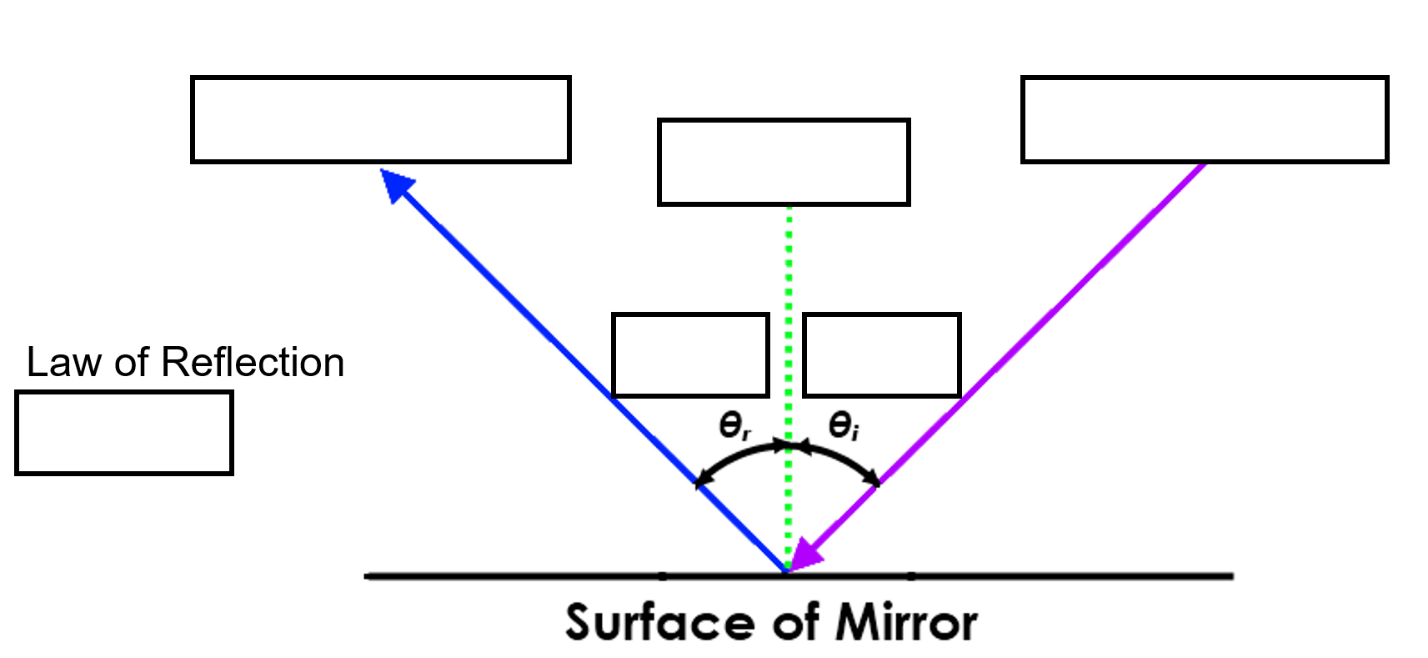 Law of Reflection
θr θi
Surface of Mirror